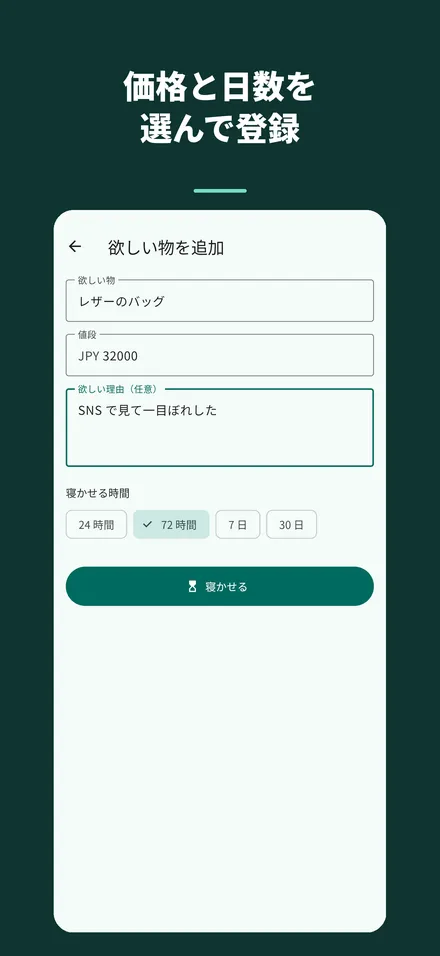 価格と日数を
選んで登録
欲しい物を追加
欲しい物
レザーのバッグ
値段
JPY 32000
欲しい理由（任意）
SNS で見て一目ぼれした
寝かせる時間
24 時間
72 時間
7 日
30 日
寝かせる